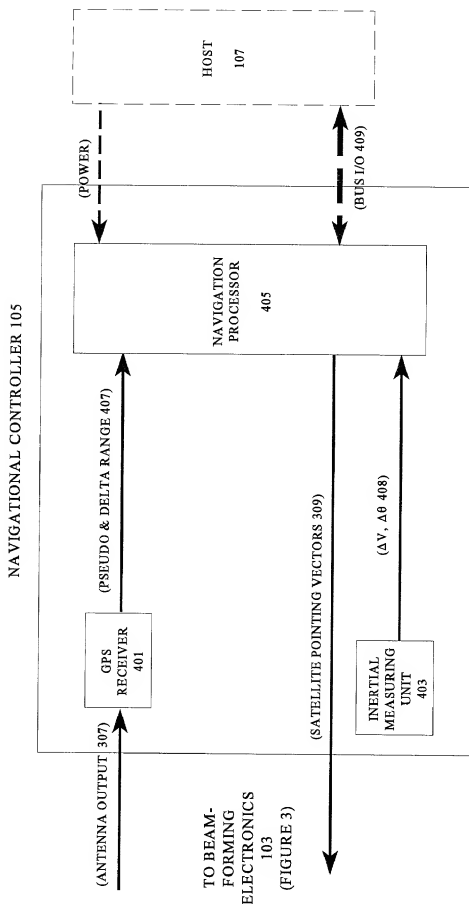 NAVIGATIONAL CONTROLLER 105
(ANTENNA OUTPUT 307)
GPS
RECEIVER
401
(PSEUDO & DELTA RANGE 407)
(POWER)
HOST
107
NAVIGATION
PROCESSOR
405
(BUS I/O 409)
TO BEAM-
FORMING
ELECTRONICS
103
(FIGURE 3)
(SATELLITE POINTING VECTORS 309)
INERTIAL
MEASURING
UNIT
403
(ΔV, Δθ 408)